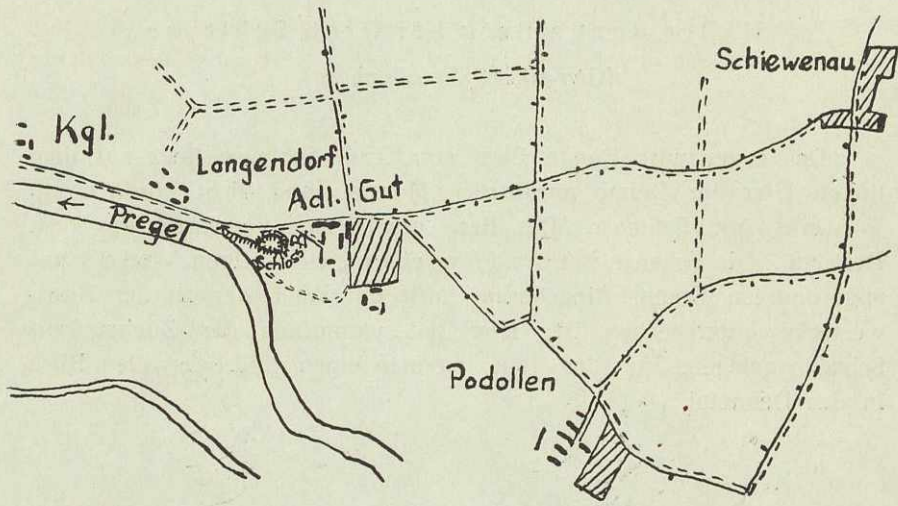 Schiewenau
Kgl.
Langendorf
Adl. Gut
Pregel
Schloss
Podollen